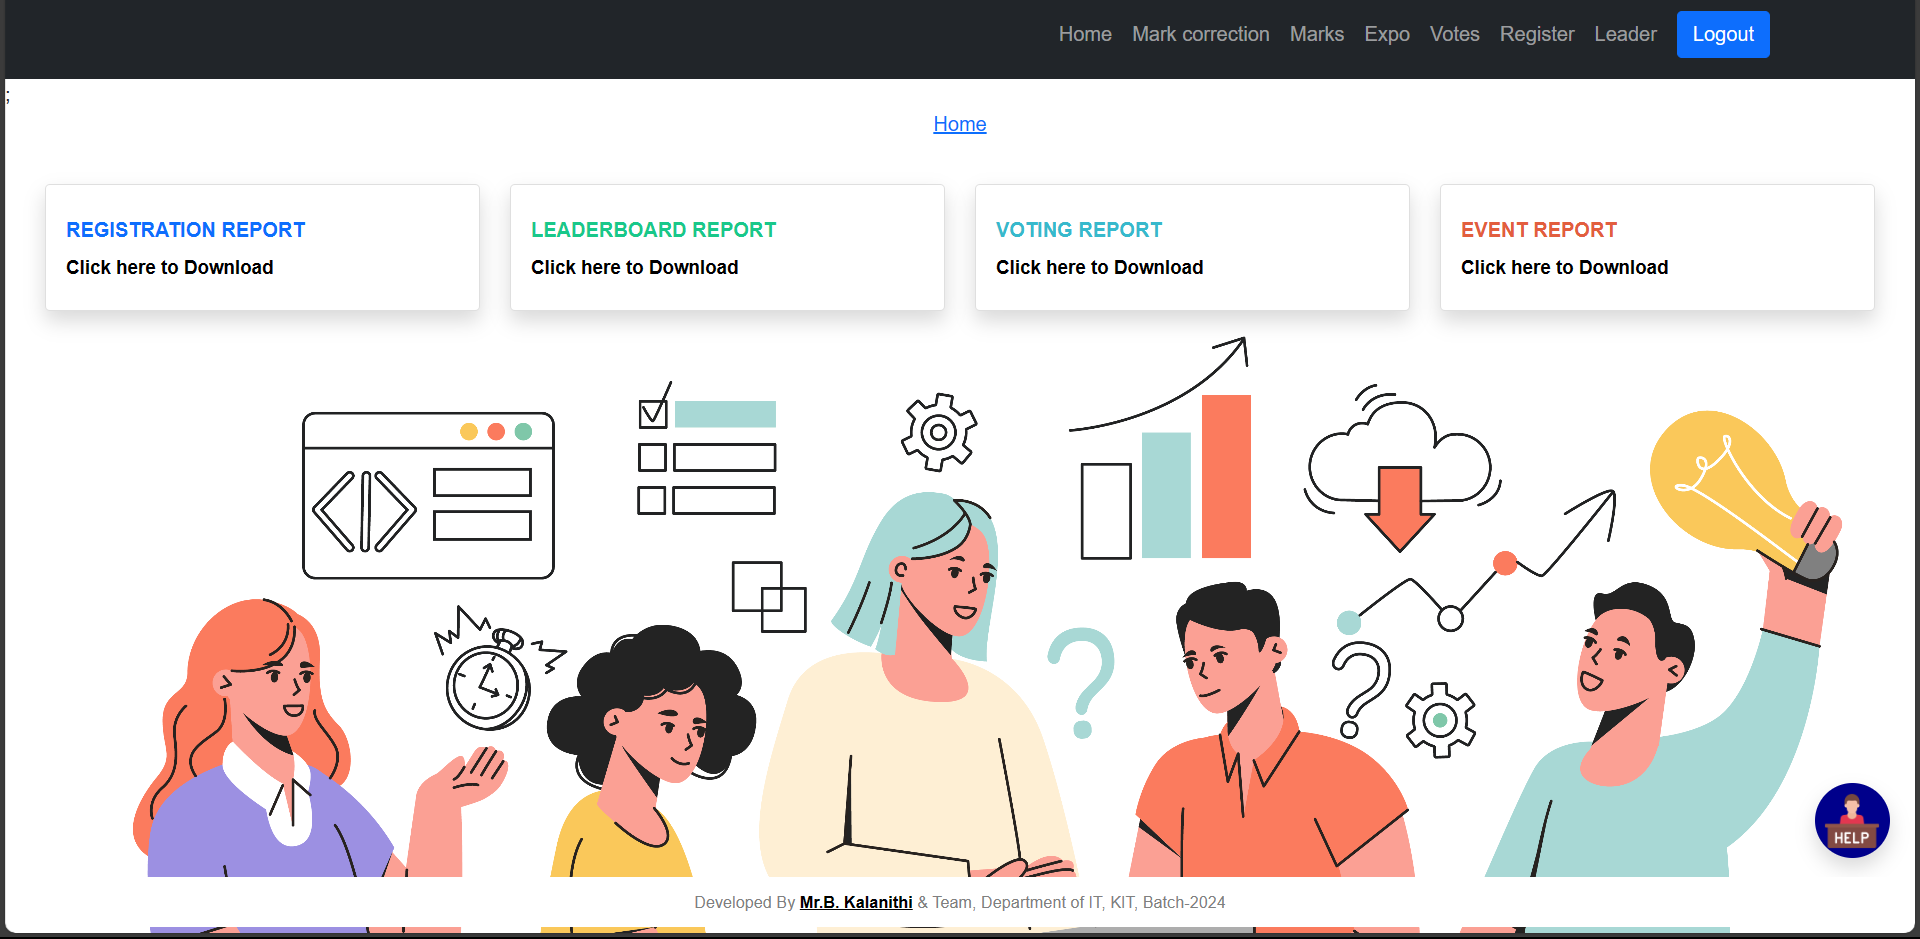 Home Mark correction Marks Expo Votes Register Leader Logout
;
Home
REGISTRATION REPORT
Click here to Download
LEADERBOARD REPORT
Click here to Download
VOTING REPORT
Click here to Download
EVENT REPORT
Click here to Download
?
?
HELP
Developed By Mr.B. Kalanithi & Team, Department of IT, KIT, Batch-2024